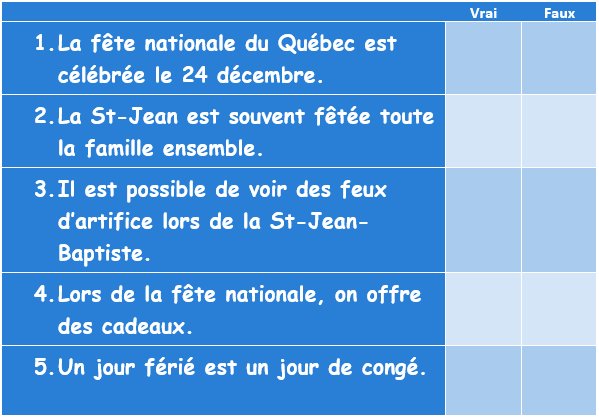 Vrai Faux
1. La fête nationale du Québec est
célébrée le 24 décembre.
2. La St-Jean est souvent fêtée toute
la famille ensemble.
3. Il est possible de voir des feux
d’artifice lors de la St-Jean-
Baptiste.
4. Lors de la fête nationale, on offre
des cadeaux.
5. Un jour férié est un jour de congé.